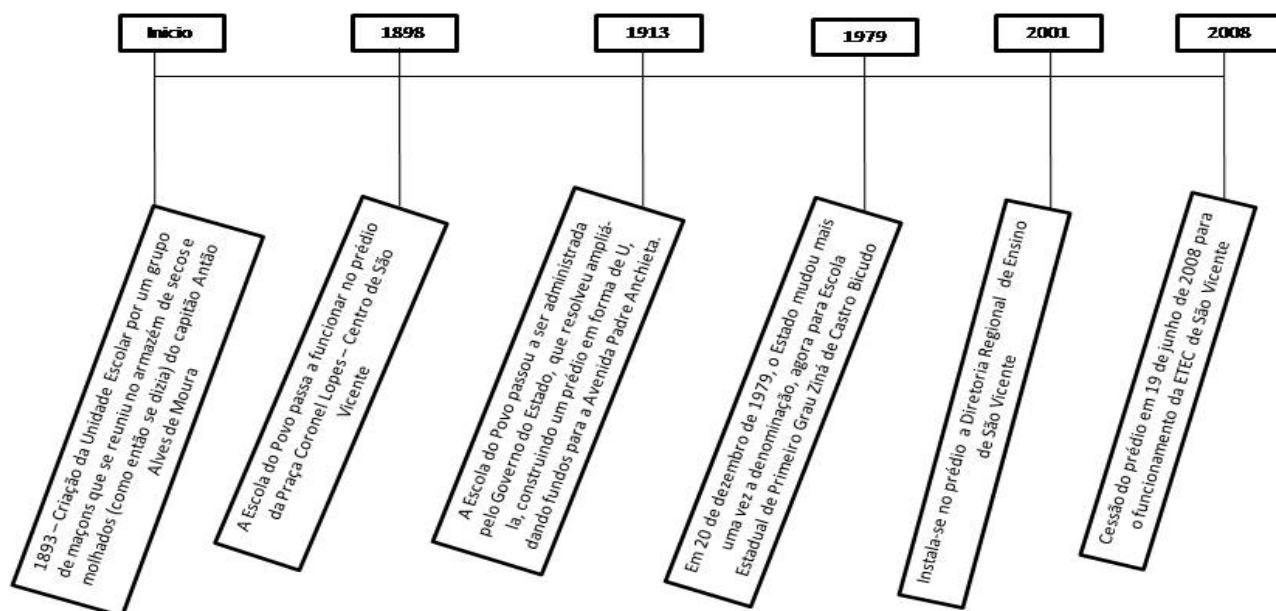 Inicio
1898
1913
1979
2001
2008
1893 – Criação da Unidade Escolar por um grupo
de maçons que se reuniu no armazém de secos e
molhados (como então se dizia) do capitão Antão
Alves de Moura
A Escola do Povo passa a funcionar no prédio
da Praça Coronel Lopes – Centro de São
Vicente
A Escola do Povo passou a ser administrada
pelo Governo do Estado, que resolveu ampliá-
la, construindo um prédio em forma de U,
dando fundos para a Avenida Padre Anchieta.
Em 20 de dezembro de 1979, o Estado mudou mais
uma vez a denominação, agora para Escola
Estadual de Primeiro Grau Ziná de Castro Bicudo
Instala-se no prédio a Diretoria Regional de Ensino
de São Vicente
Cessão do prédio em 19 de junho de 2008 para
o funcionamento da ETEC de São Vicente